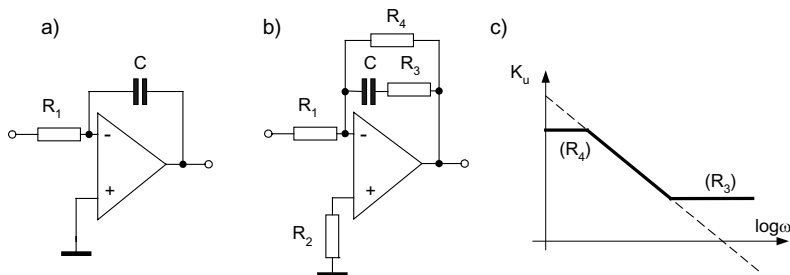 a)
C
R₁
-
+
b)
R₄
C
R₃
R₁
-
+
R₂
c)
Kᵤ
(R₄)
(R₃)
logω